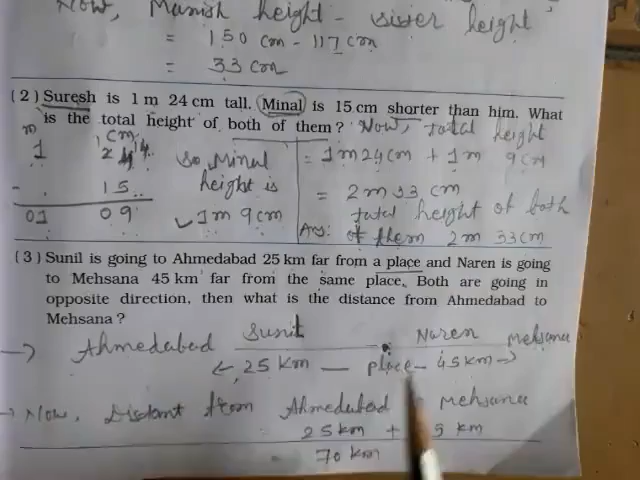 Now, Manish height - sister height
= 150 cm - 117 cm
= 33 cm
(2) Suresh is 1 m 24 cm tall. Minal is 15 cm shorter than him. What
is the total height of both of them? Now, total height
m cm
1 2 4 14
- 15
01 09
So Minal
height is
1m 9cm
= 1m 24cm + 1m 9cm
= 2m 33 cm
total height of both
Ans: of them 2m 33cm
(3) Sunil is going to Ahmedabad 25 km far from a place and Naren is going
to Mehsana 45 km far from the same place. Both are going in
opposite direction, then what is the distance from Ahmedabad to
Mehsana ?
→ Ahmedabad Sunil Naren Mehsana
← 25 km — place - 45km →
→ Now, Distant from Ahmedabad Mehsana
25 km + 5 km
70 km